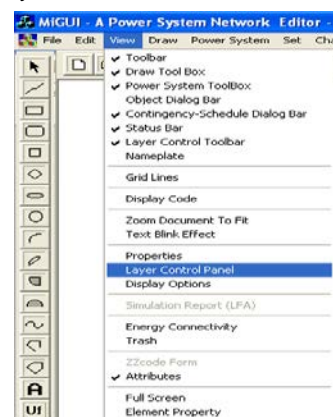 MiGUI - A Power System Network Editor -
File Edit View Draw Power System Set Cha
Toolbar
Draw Tool Box
Power System ToolBox
Object Dialog Bar
Contingency-Schedule Dialog Bar
Status Bar
Layer Control Toolbar
Nameplate
Grid Lines
Display Code
Zoom Document To Fit
Text Blink Effect
Properties
Layer Control Panel
Display Options
Simulation Report (LFA)
Energy Connectivity
Trash
ZZcode Form
Attributes
Full Screen
Element Property
A